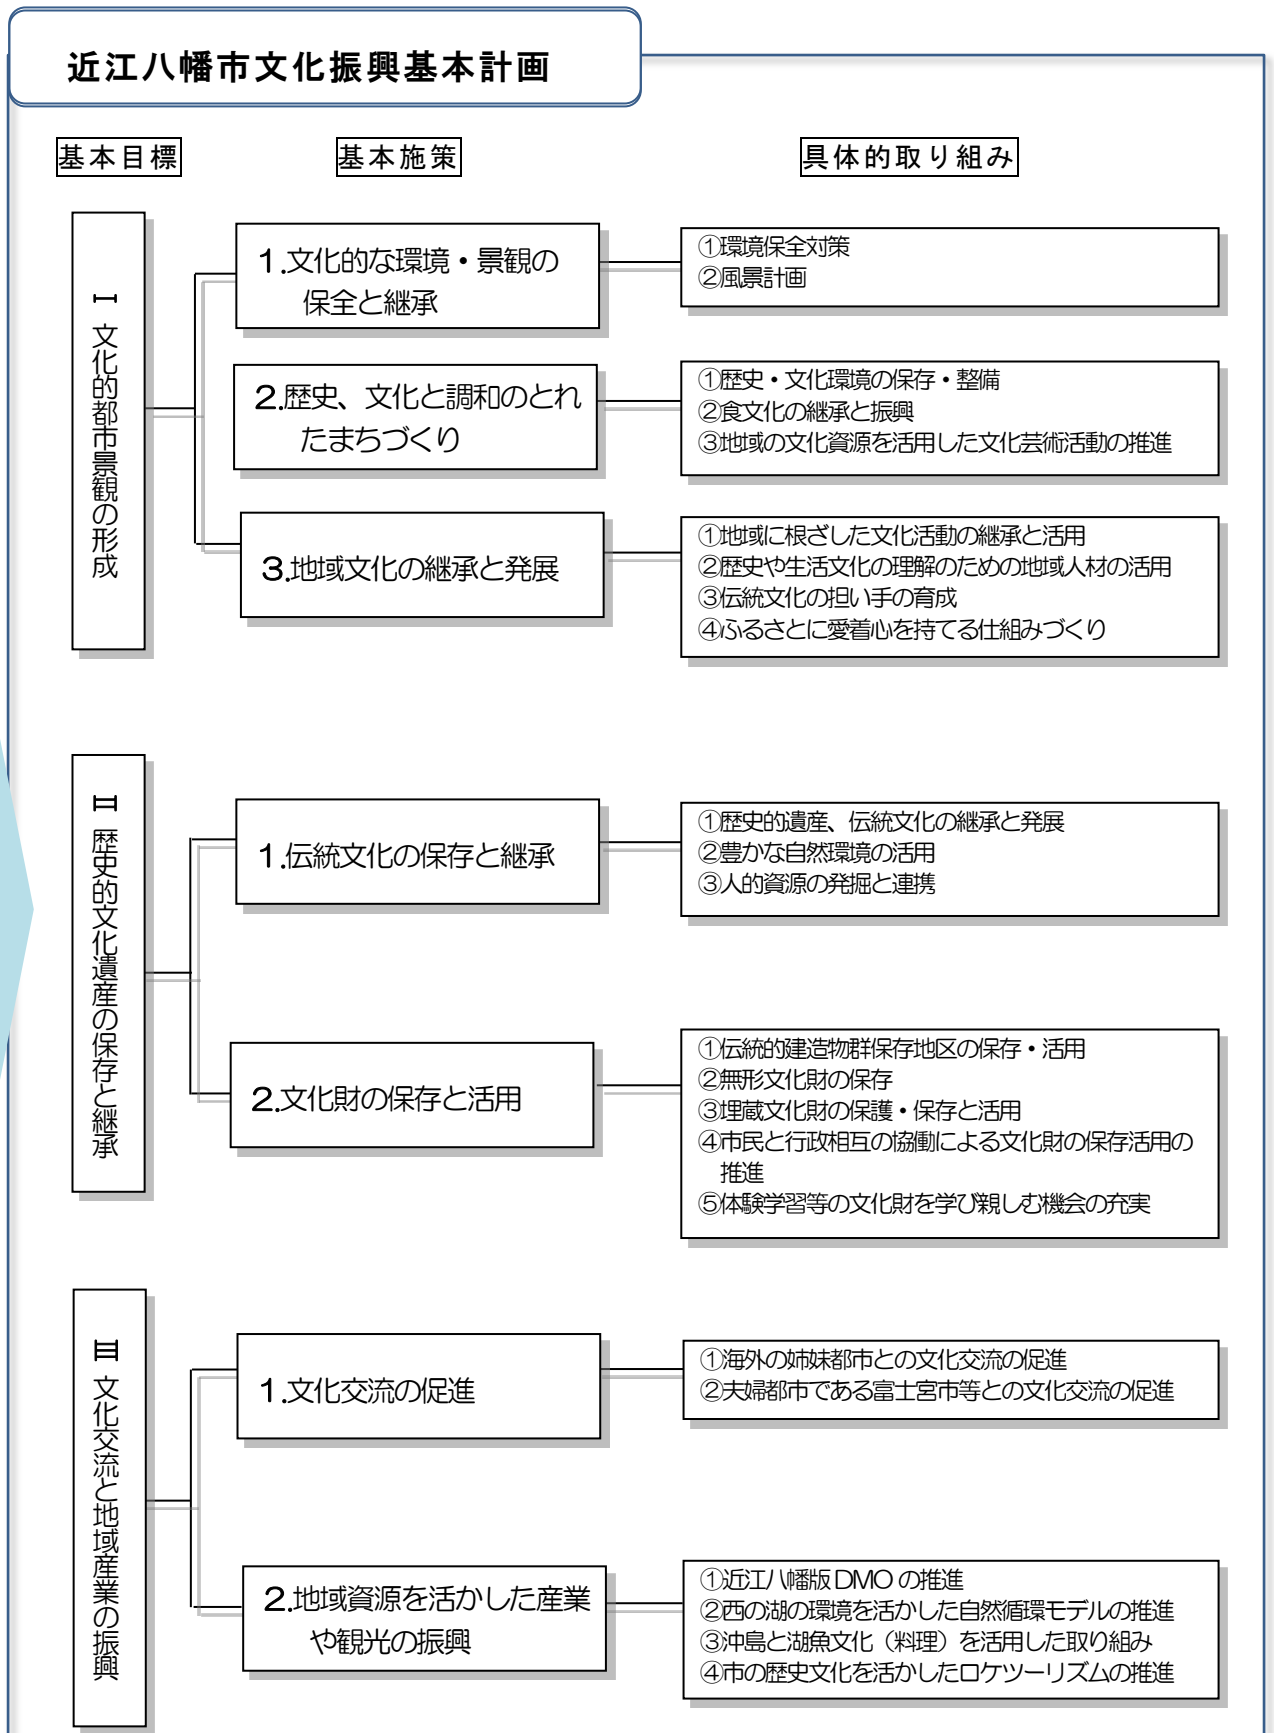 近江八幡市文化振興基本計画
基本目標
基本施策
具体的取り組み
Ⅰ 文化的都市景観の形成
1.文化的な環境・景観の
保全と継承
①環境保全対策
②風景計画
2.歴史、文化と調和のとれ
たまちづくり
①歴史・文化環境の保存・整備
②食文化の継承と振興
③地域の文化資源を活用した文化芸術活動の推進
3.地域文化の継承と発展
①地域に根ざした文化活動の継承と活用
②歴史や生活文化の理解のための地域人材の活用
③伝統文化の担い手の育成
④ふるさとに愛着心を持てる仕組みづくり
Ⅱ 歴史的文化遺産の保存と継承
1.伝統文化の保存と継承
①歴史的遺産、伝統文化の継承と発展
②豊かな自然環境の活用
③人的資源の発掘と連携
2.文化財の保存と活用
①伝統的建造物群保存地区の保存・活用
②無形文化財の保存
③埋蔵文化財の保護・保存と活用
④市民と行政相互の協働による文化財の保存活用の
推進
⑤体験学習等の文化財を学び親しむ機会の充実
Ⅲ 文化交流と地域産業の振興
1.文化交流の促進
①海外の姉妹都市との文化交流の促進
②夫婦都市である富士宮市等との文化交流の促進
2.地域資源を活かした産業
や観光の振興
①近江八幡版DMOの推進
②西の湖の環境を活かした自然循環モデルの推進
③沖島と湖魚文化（料理）を活用した取り組み
④市の歴史文化を活かしたロケツーリズムの推進